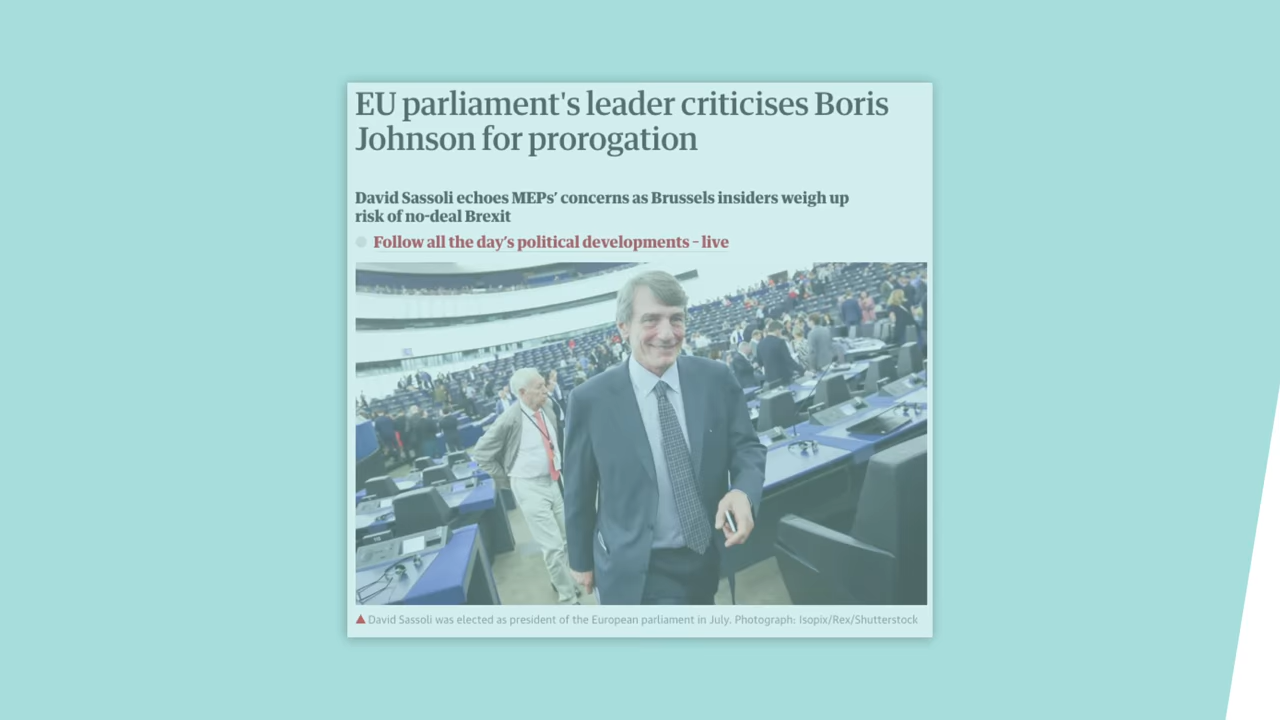 EU parliament's leader criticises Boris
Johnson for prorogation
David Sassoli echoes MEPs’ concerns as Brussels insiders weigh up
risk of no-deal Brexit
Follow all the day’s political developments – live
David Sassoli was elected as president of the European parliament in July. Photograph: Isopix/Rex/Shutterstock